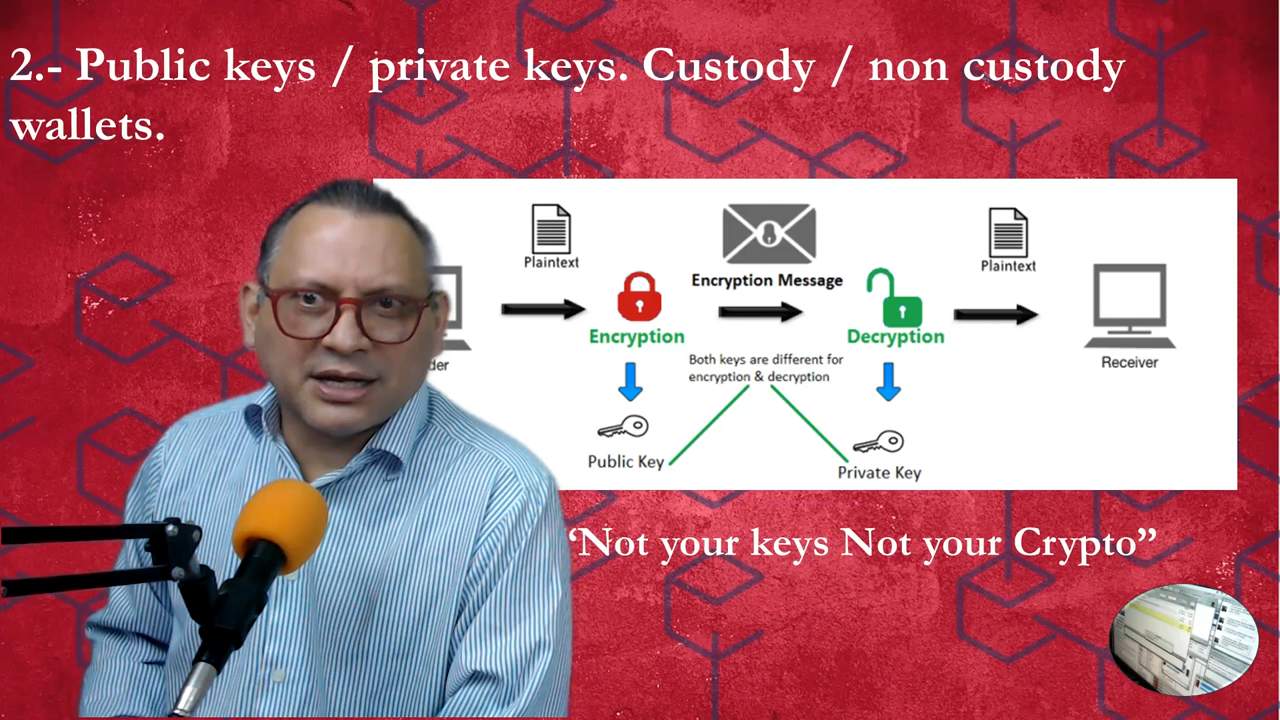 2.- Public keys / private keys. Custody / non custody
wallets.
Plaintext
Encryption Message
Plaintext
Encryption
Decryption
der
Both keys are different for
encryption & decryption
Receiver
Public Key
Private Key
‘Not your keys Not your Crypto”